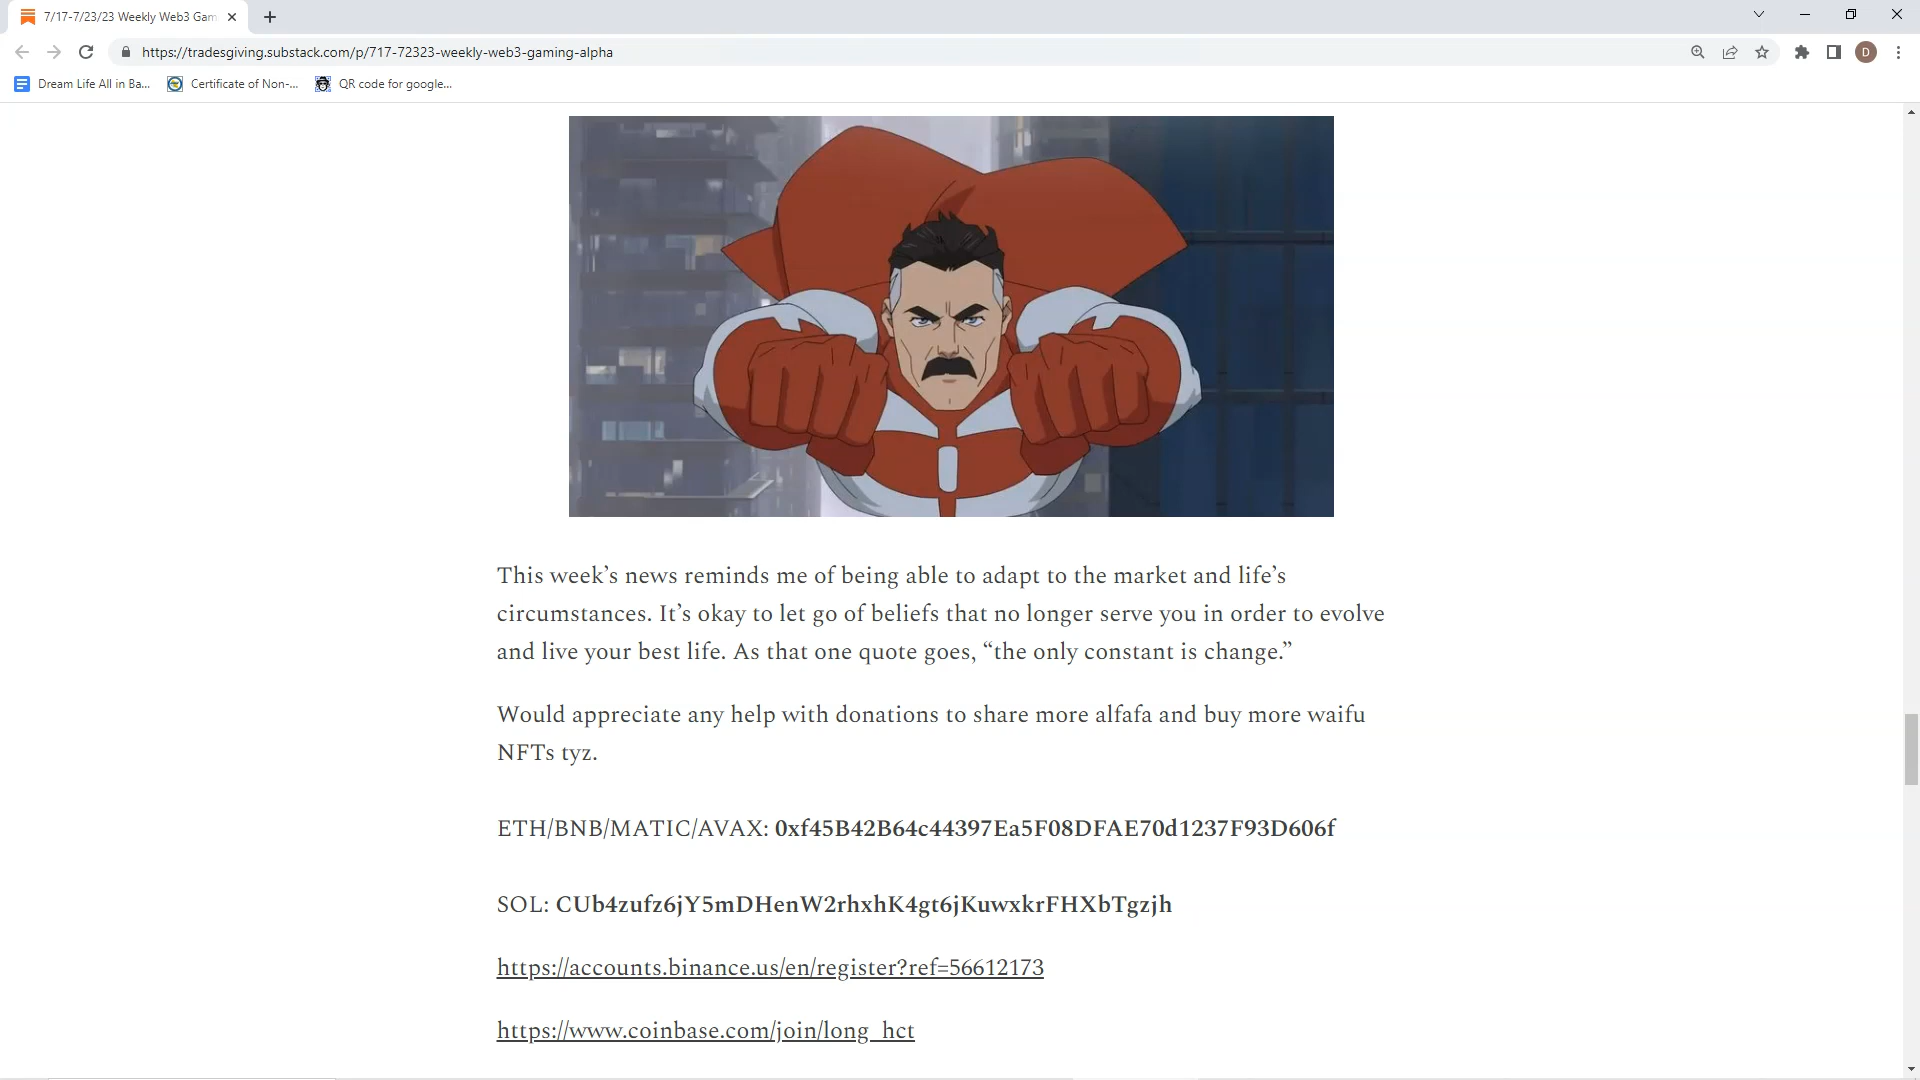 7/17-7/23/23 Weekly Web3 Gam
https://tradesgiving.substack.com/p/717-72323-weekly-web3-gaming-alpha
D
Dream Life All in Ba...
Certificate of Non-...
QR code for google...
This week’s news reminds me of being able to adapt to the market and life’s
circumstances. It’s okay to let go of beliefs that no longer serve you in order to evolve
and live your best life. As that one quote goes, “the only constant is change.”
Would appreciate any help with donations to share more alfafa and buy more waifu
NFTs tyz.
ETH/BNB/MATIC/AVAX: 0xf45B42B64c44397Ea5F08DFAE70d1237F93D606f
SOL: CUb4zufz6jY5mDHenW2rhxhK4gt6jKuwxkrFHXbTgzjh
https://accounts.binance.us/en/register?ref=56612173
https://www.coinbase.com/join/long_hct